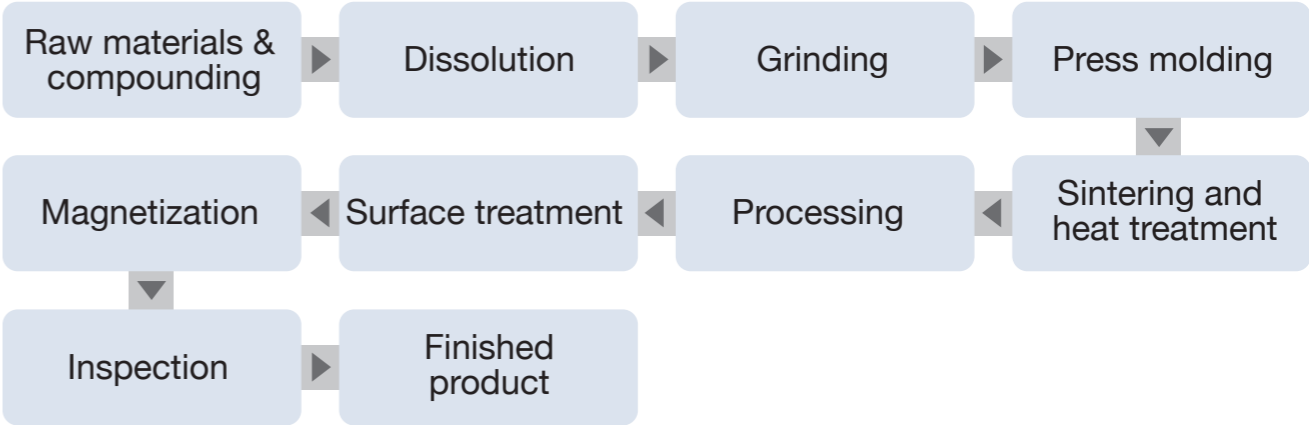 Raw materials &
compounding
Dissolution
Grinding
Press molding
Sintering and
heat treatment
Processing
Surface treatment
Magnetization
Inspection
Finished
product